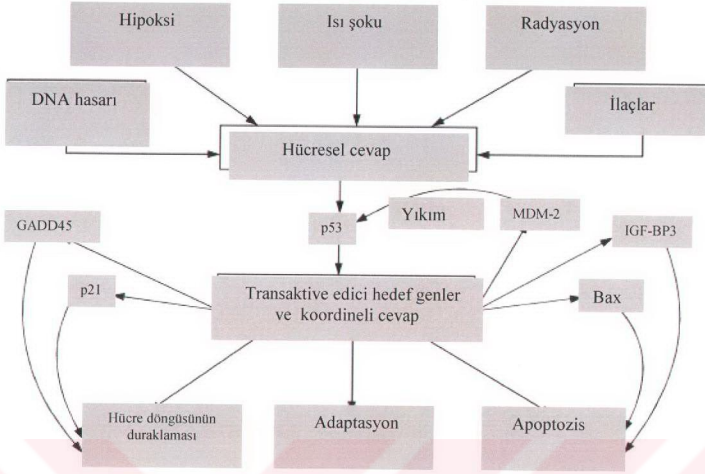 Hipoksi
Isı şoku
Radyasyon
DNA hasarı
İlaçlar
Hücresel cevap
p53
Yıkım
MDM-2
GADD45
IGF-BP3
p21
Transaktive edici hedef genler
ve koordineli cevap
Bax
Hücre döngüsünün
duraklaması
Adaptasyon
Apoptozis